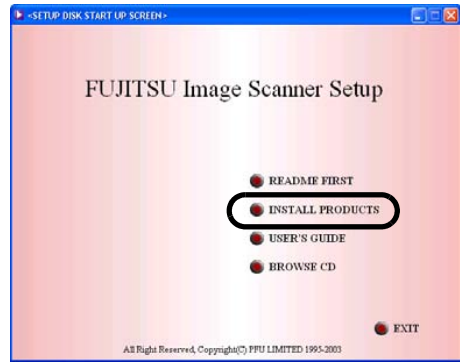 <SETUP DISK START UP SCREEN>
FUJITSU Image Scanner Setup
README FIRST
INSTALL PRODUCTS
USER'S GUIDE
BROWSE CD
EXIT
All Right Reserved, Copyright(C) PFU LIMITED 1995-2003